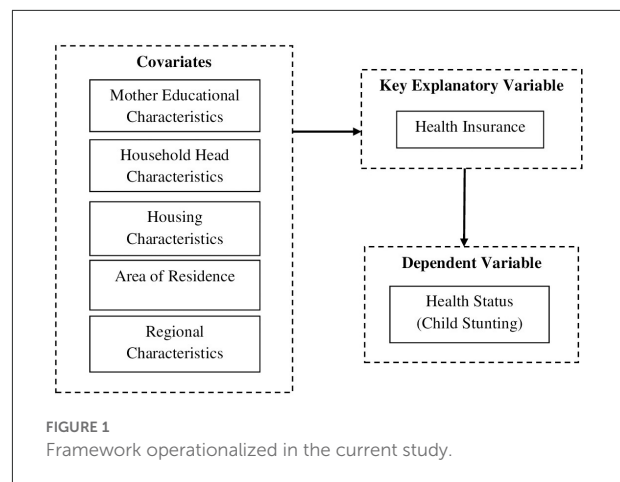 Covariates
Mother Educational
Characteristics
Household Head
Characteristics
Housing
Characteristics
Area of Residence
Regional
Characteristics
Key Explanatory Variable
Health Insurance
Dependent Variable
Health Status
(Child Stunting)
FIGURE 1
Framework operationalized in the current study.